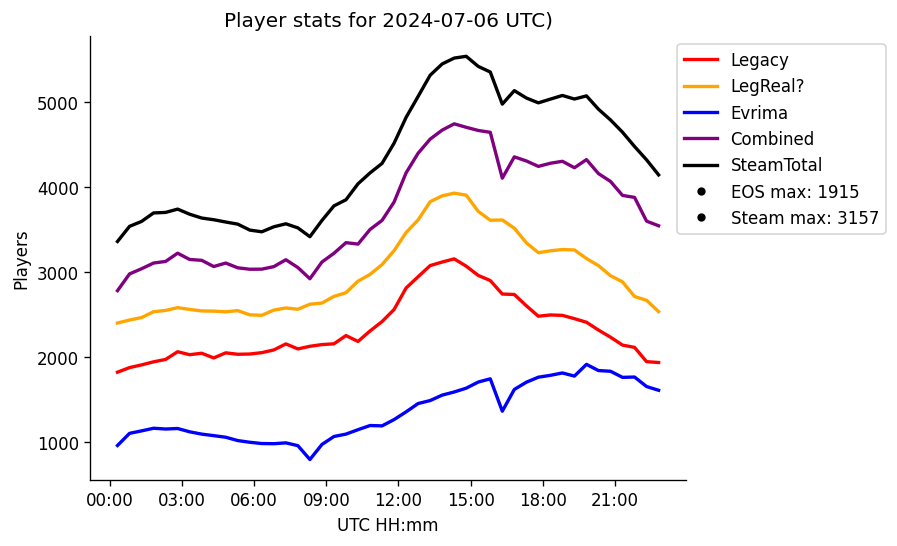 Player stats for 2024-07-06 UTC)
Legacy
LegReal?
Evrima
Combined
SteamTotal
EOS max: 1915
Steam max: 3157
Players
5000
4000
3000
2000
1000
00:00 03:00 06:00 09:00 12:00 15:00 18:00 21:00
UTC HH:mm